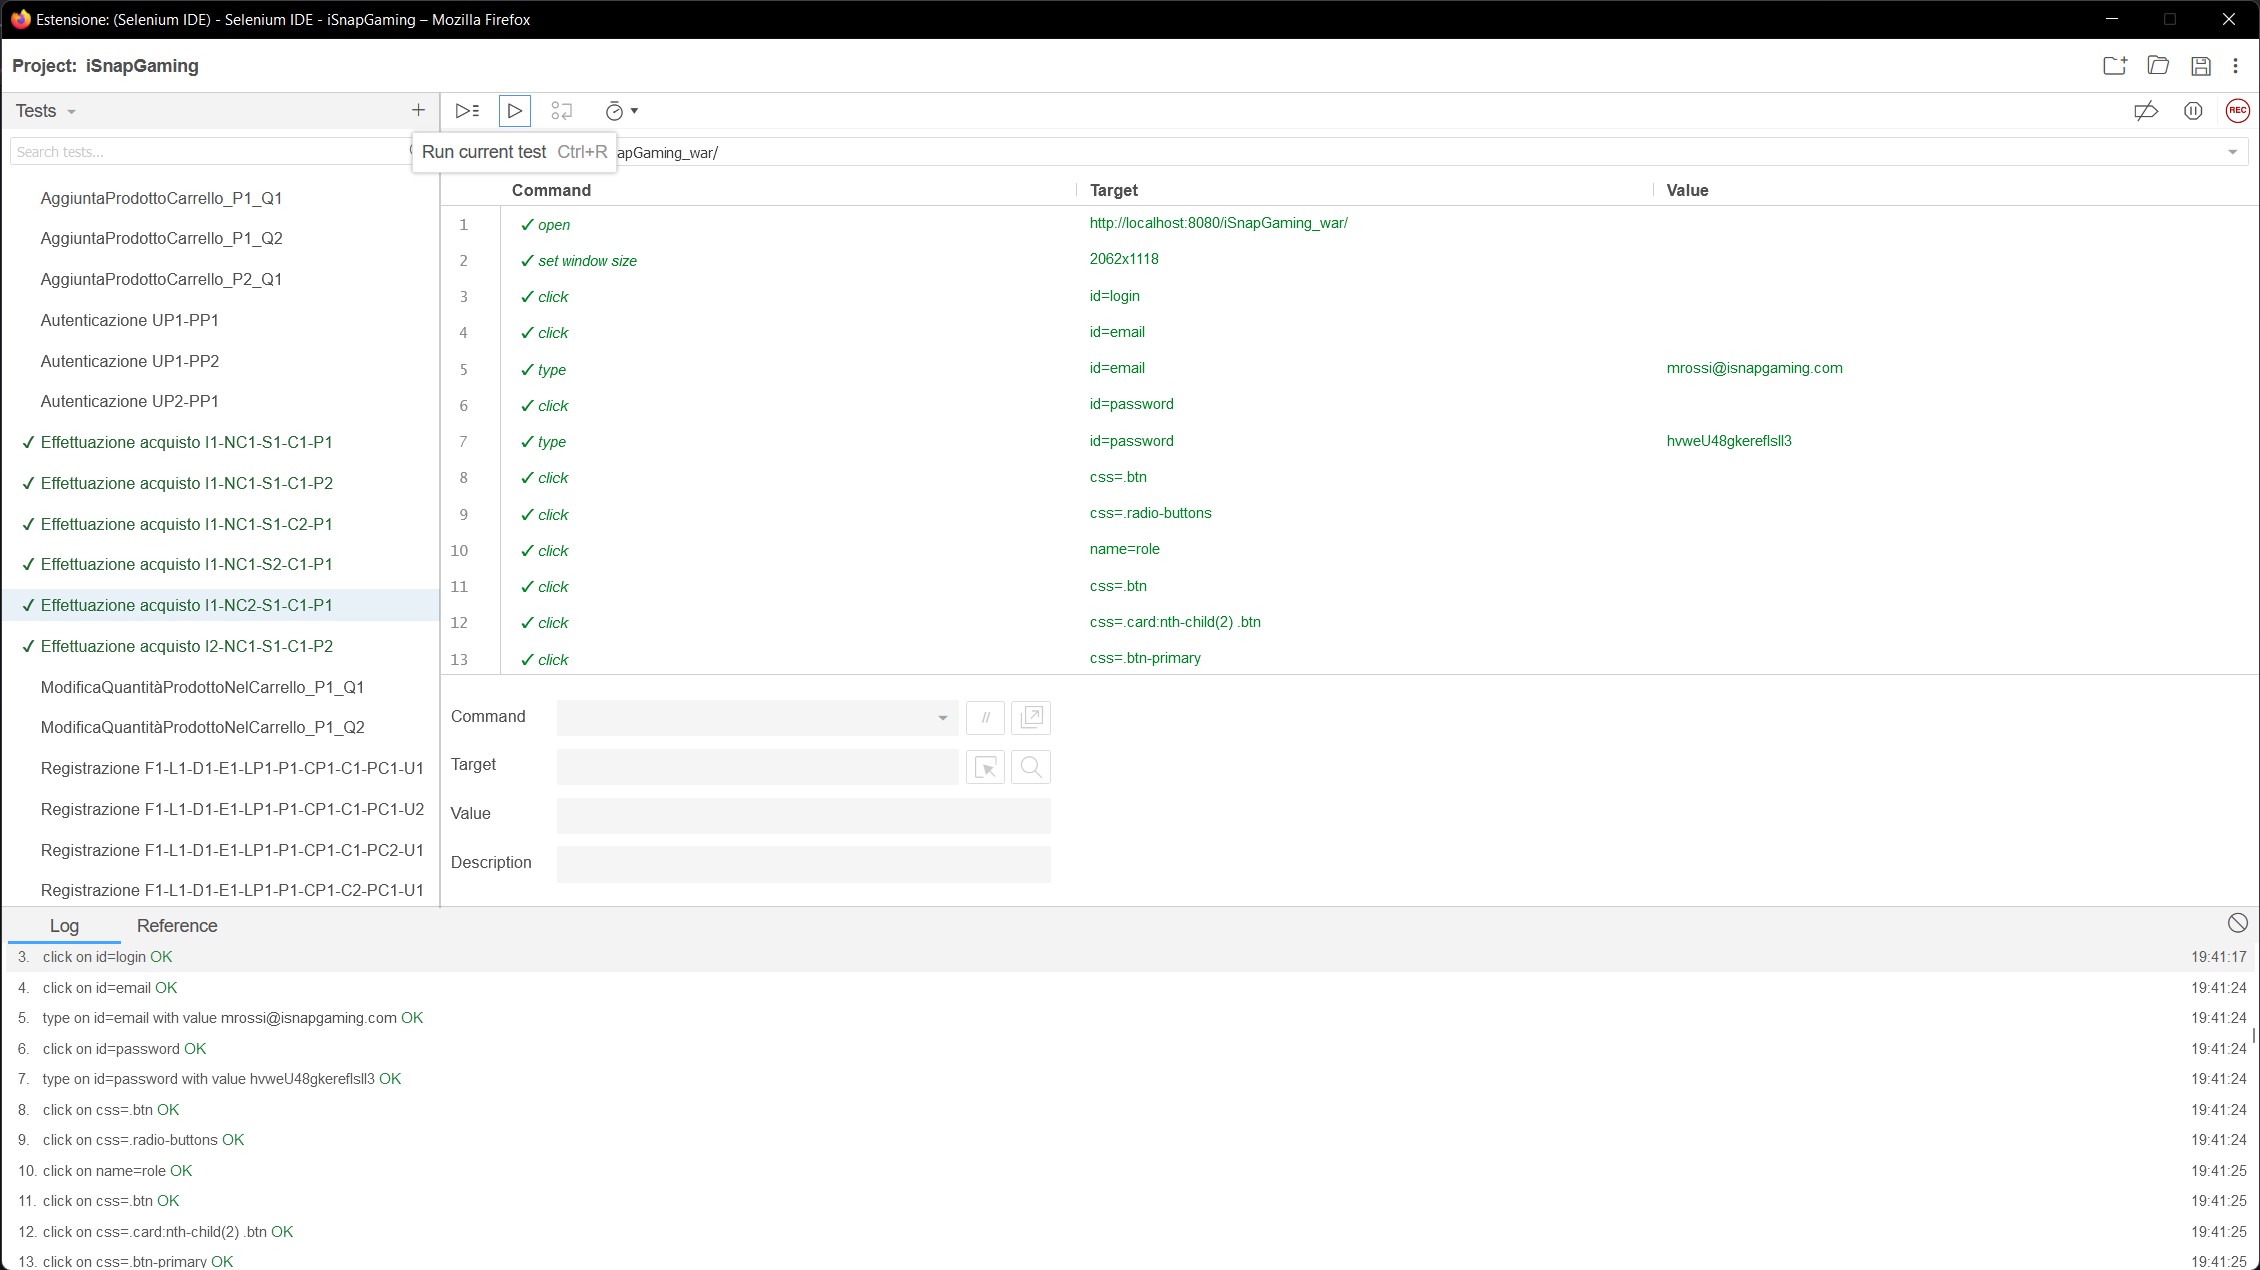 Estensione: (Selenium IDE) - Selenium IDE - iSnapGaming – Mozilla Firefox
Project: iSnapGaming
Tests
Search tests...
Run current test Ctrl+R
apGaming_war/
REC
Command Target Value
1 ✓ open http://localhost:8080/iSnapGaming_war/
2 ✓ set window size 2062x1118
3 ✓ click id=login
4 ✓ click id=email
5 ✓ type id=email mrossi@isnapgaming.com
6 ✓ click id=password
7 ✓ type id=password hvweU48gkereflsll3
8 ✓ click css=.btn
9 ✓ click css=.radio-buttons
10 ✓ click name=role
11 ✓ click css=.btn
12 ✓ click css=.card:nth-child(2) .btn
13 ✓ click css=.btn-primary
AggiuntaProdottoCarrello_P1_Q1
AggiuntaProdottoCarrello_P1_Q2
AggiuntaProdottoCarrello_P2_Q1
Autenticazione UP1-PP1
Autenticazione UP1-PP2
Autenticazione UP2-PP1
✓ Effettuazione acquisto I1-NC1-S1-C1-P1
✓ Effettuazione acquisto I1-NC1-S1-C1-P2
✓ Effettuazione acquisto I1-NC1-S1-C2-P1
✓ Effettuazione acquisto I1-NC1-S2-C1-P1
✓ Effettuazione acquisto I1-NC2-S1-C1-P1
✓ Effettuazione acquisto I2-NC1-S1-C1-P2
ModificaQuantitàProdottoNelCarrello_P1_Q1
ModificaQuantitàProdottoNelCarrello_P1_Q2
Registrazione F1-L1-D1-E1-LP1-P1-CP1-C1-PC1-U1
Registrazione F1-L1-D1-E1-LP1-P1-CP1-C1-PC1-U2
Registrazione F1-L1-D1-E1-LP1-P1-CP1-C1-PC2-U1
Registrazione F1-L1-D1-E1-LP1-P1-CP1-C2-PC1-U1
Command //
Target
Value
Description
Log Reference
3. click on id=login OK 19:41:17
4. click on id=email OK 19:41:24
5. type on id=email with value mrossi@isnapgaming.com OK 19:41:24
6. click on id=password OK 19:41:24
7. type on id=password with value hvweU48gkereflsll3 OK 19:41:24
8. click on css=.btn OK 19:41:24
9. click on css=.radio-buttons OK 19:41:24
10. click on name=role OK 19:41:25
11. click on css=.btn OK 19:41:25
12. click on css=.card:nth-child(2) .btn OK 19:41:25
13. click on css=.btn-primary OK 19:41:25